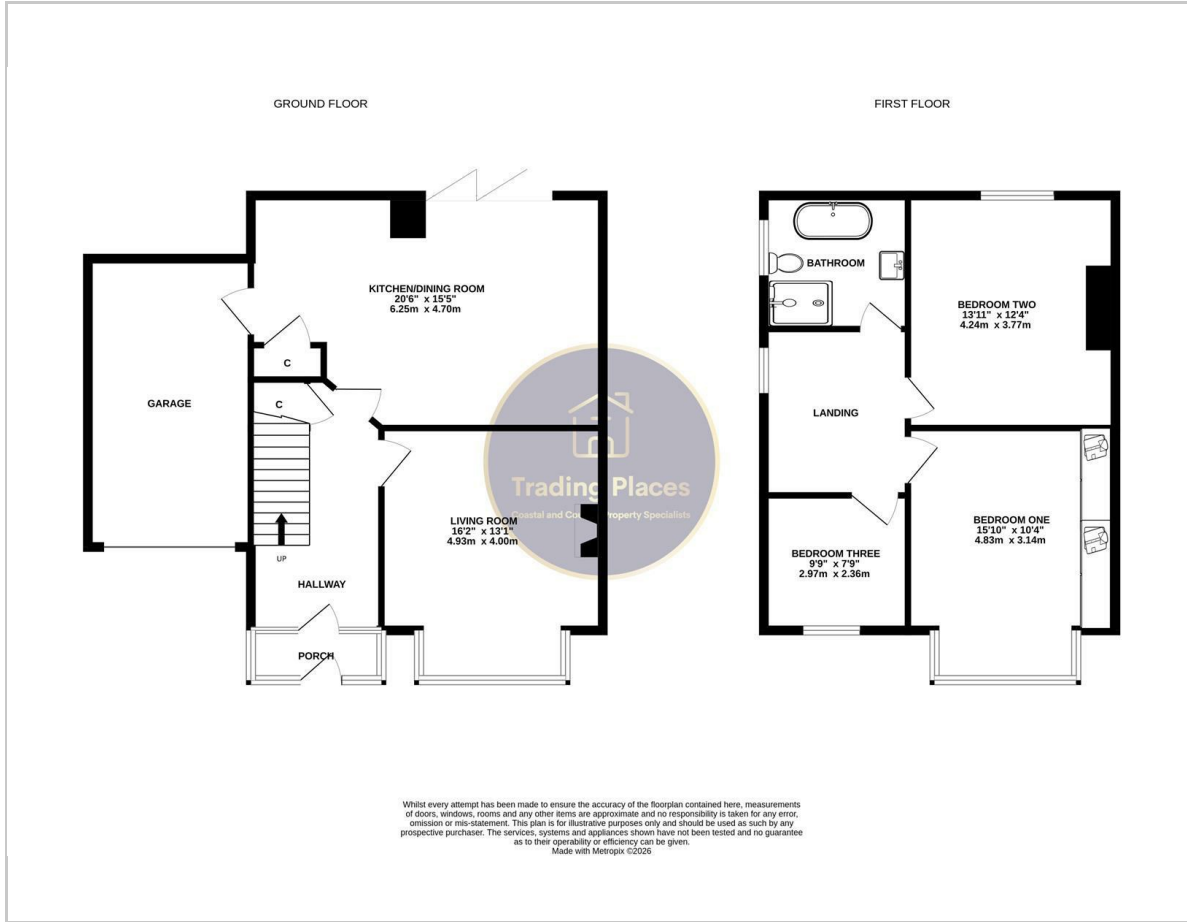 GROUND FLOOR
KITCHEN/DINING ROOM
20'6" x 15'5"
6.25m x 4.70m
C
C
GARAGE
UP
HALLWAY
PORCH
LIVING ROOM
16'2" x 13'1"
4.93m x 4.00m
Trading Places
Coastal and Country Property Specialists
FIRST FLOOR
BATHROOM
BEDROOM TWO
13'11" x 12'4"
4.24m x 3.77m
LANDING
BEDROOM ONE
15'10" x 10'4"
4.83m x 3.14m
BEDROOM THREE
9'9" x 7'9"
2.97m x 2.36m
Whilst every attempt has been made to ensure the accuracy of the floorplan contained here, measurements
of doors, windows, rooms and any other items are approximate and no responsibility is taken for any error,
omission or mis-statement. This plan is for illustrative purposes only and should be used as such by any
prospective purchaser. The services, systems and appliances shown have not been tested and no guarantee
as to their operability or efficiency can be given.
Made with Metropix ©2026